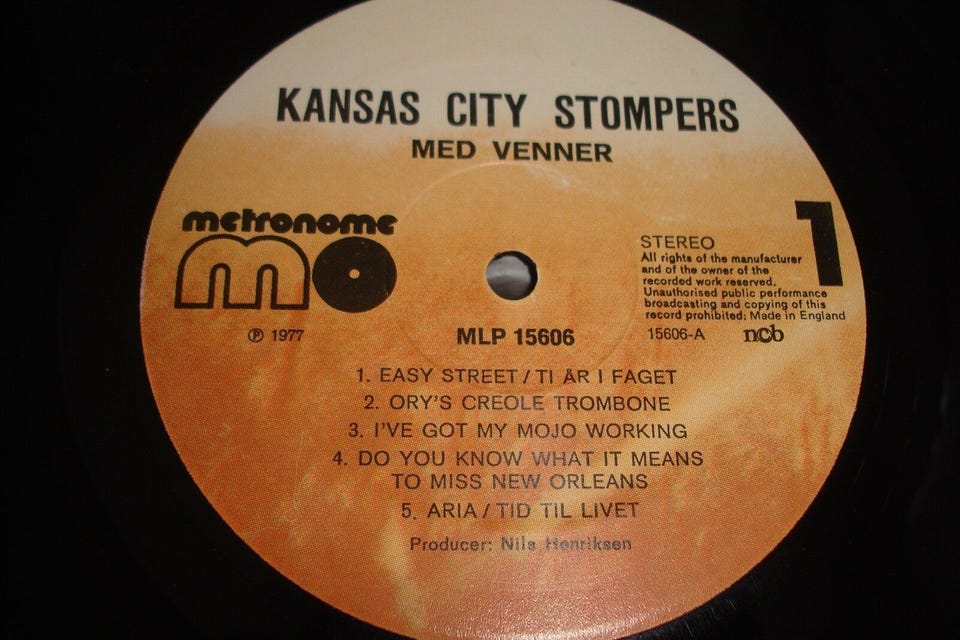 KANSAS CITY STOMPERS
MED VENNER
metronome
mo
℗ 1977
MLP 15606
STEREO
1
All rights of the manufacturer
and of the owner of the
recorded work reserved.
Unauthorised public performance
broadcasting and copying of this
record prohibited: Made in England
15606-A ncb
1. EASY STREET / TI ÅR I FAGET
2. ORY'S CREOLE TROMBONE
3. I'VE GOT MY MOJO WORKING
4. DO YOU KNOW WHAT IT MEANS
TO MISS NEW ORLEANS
5. ARIA / TID TIL LIVET
Producer: Nils Henriksen